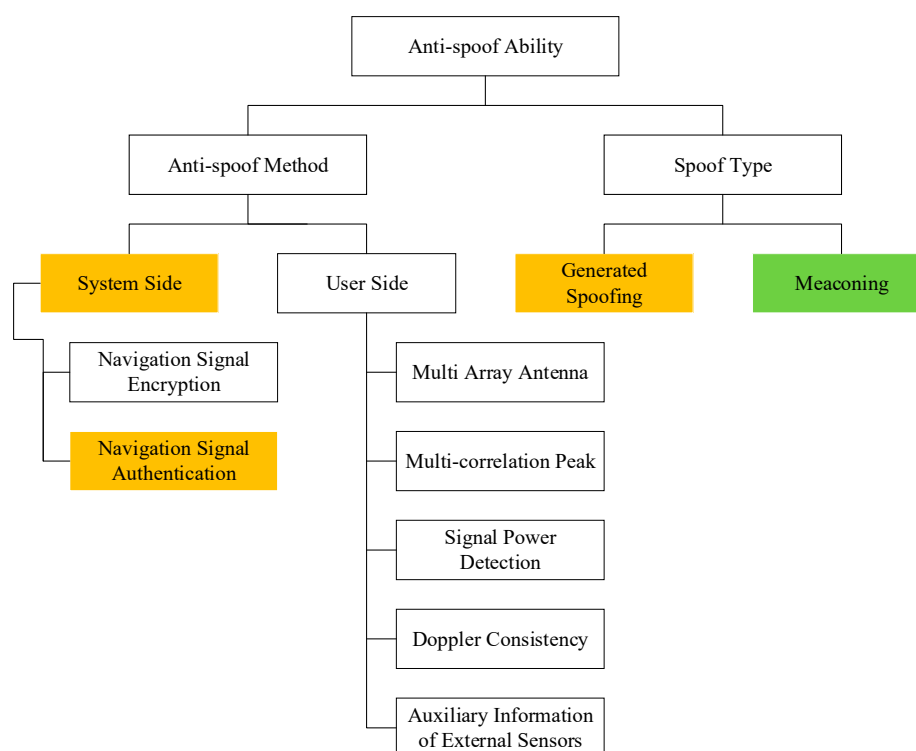 Anti-spoof Ability
Anti-spoof Method
Spoof Type
System Side
User Side
Generated
Spoofing
Meaconing
Navigation Signal
Encryption
Navigation Signal
Authentication
Multi Array Antenna
Multi-correlation Peak
Signal Power
Detection
Doppler Consistency
Auxiliary Information
of External Sensors